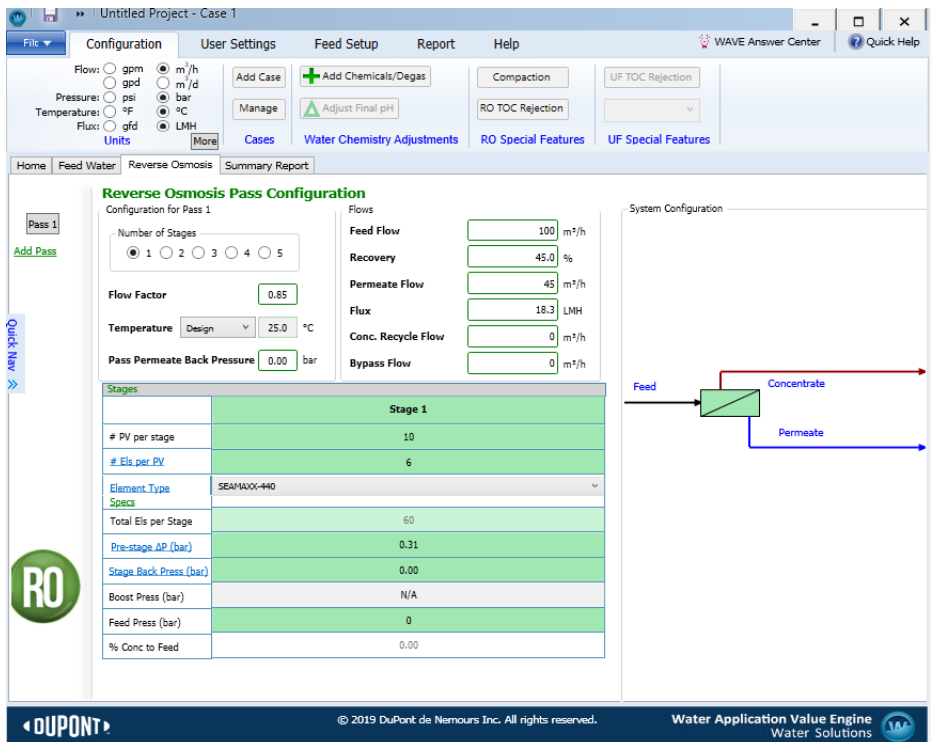 Untitled Project - Case 1
File
Configuration
User Settings
Feed Setup
Report
Help
WAVE Answer Center
Quick Help
Flow: gpm m³/h
gpd m³/d
Pressure: psi bar
Temperature: °F °C
Flux: gfd LMH
Units
More
Add Case
Manage
Cases
Add Chemicals/Degas
Adjust Final pH
Water Chemistry Adjustments
Compaction
RO TOC Rejection
RO Special Features
UF TOC Rejection
UF Special Features
Home
Feed Water
Reverse Osmosis
Summary Report
Quick Nav
Pass 1
Add Pass
RO
Reverse Osmosis Pass Configuration
Configuration for Pass 1
Number of Stages
1 2 3 4 5
Flow Factor 0.85
Temperature Design 25.0 °C
Pass Permeate Back Pressure 0.00 bar
Flows
Feed Flow 100 m³/h
Recovery 45.0 %
Permeate Flow 45 m³/h
Flux 18.3 LMH
Conc. Recycle Flow 0 m³/h
Bypass Flow 0 m³/h
Stages
Stage 1
# PV per stage 10
# Els per PV 6
Element Type SEAMAXX-440
Specs
Total Els per Stage 60
Pre-stage ΔP (bar) 0.31
Stage Back Press (bar) 0.00
Boost Press (bar) N/A
Feed Press (bar) 0
% Conc to Feed 0.00
System Configuration
Feed
Concentrate
Permeate
DUPONT
© 2019 DuPont de Nemours Inc. All rights reserved.
Water Application Value Engine
Water Solutions
W